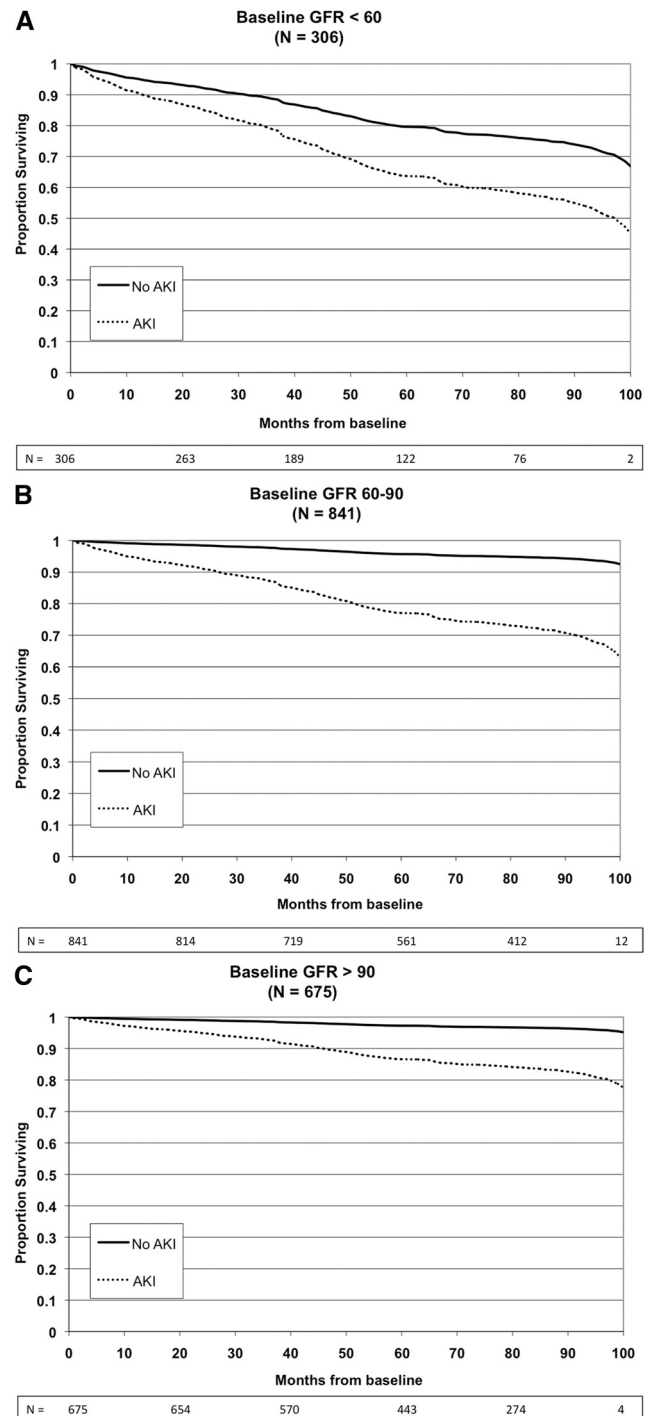 A
Baseline GFR < 60
(N = 306)
1
0.9
0.8
0.7
0.6
0.5
0.4
0.3
0.2
0.1
0
Proportion Surviving
No AKI
AKI
0 10 20 30 40 50 60 70 80 90 100
Months from baseline
N = 306 263 189 122 76 2
B
Baseline GFR 60-90
(N = 841)
1
0.9
0.8
0.7
0.6
0.5
0.4
0.3
0.2
0.1
0
Proportion Surviving
No AKI
AKI
0 10 20 30 40 50 60 70 80 90 100
Months from baseline
N = 841 814 719 561 412 12
C
Baseline GFR > 90
(N = 675)
1
0.9
0.8
0.7
0.6
0.5
0.4
0.3
0.2
0.1
0
Proportion Surviving
No AKI
AKI
0 10 20 30 40 50 60 70 80 90 100
Months from baseline
N = 675 654 570 443 274 4